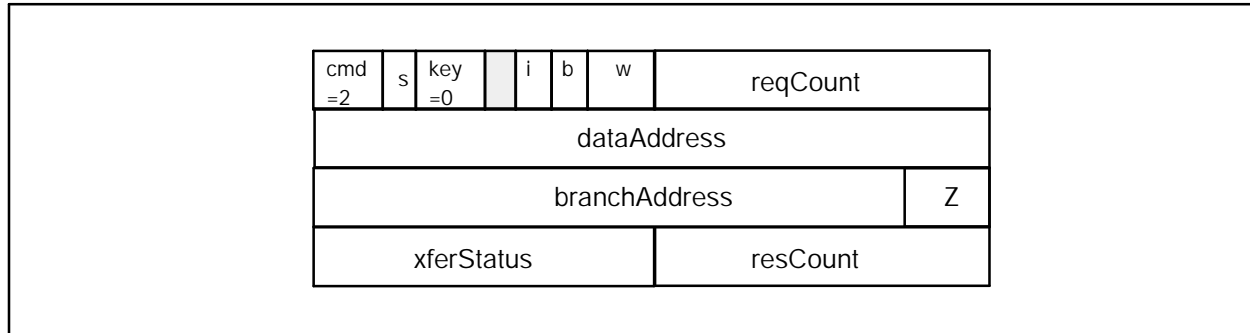 cmd =2 s key =0 i b w reqCount
dataAddress
branchAddress Z
xferStatus resCount